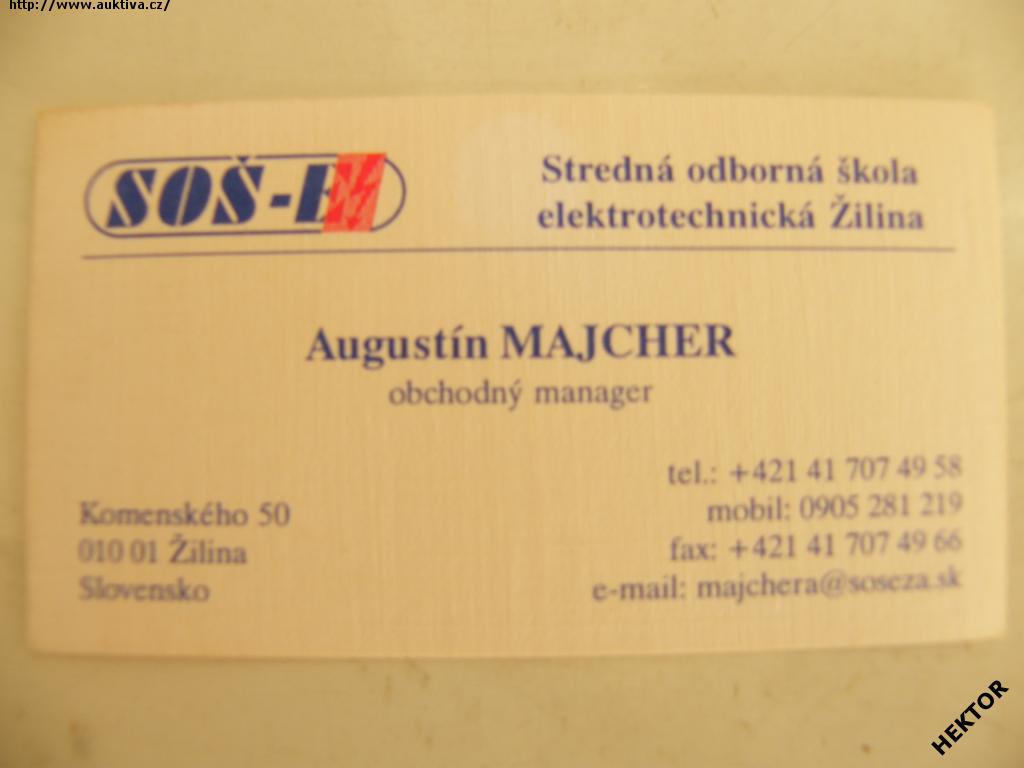 http://www.auktiva.cz/
SOŠ-E
Stredná odborná škola
elektrotechnická Žilina
Augustín MAJCHER
obchodný manager
Komenského 50
010 01 Žilina
Slovensko
tel.: +421 41 707 49 58
mobil: 0905 281 219
fax: +421 41 707 49 66
e-mail: majchera@soseza.sk
HEKTOR